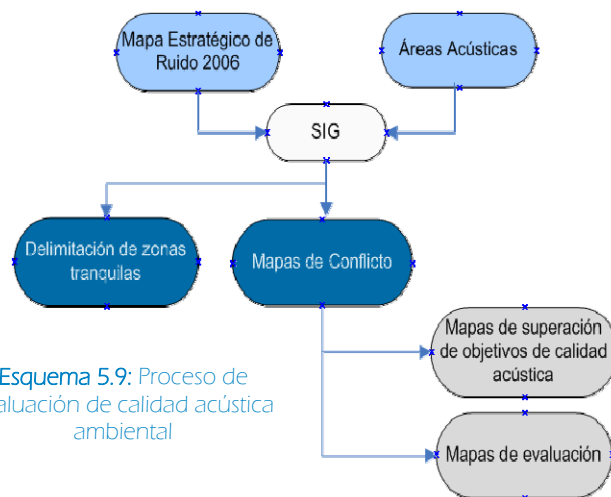 Mapa Estratégico de
Ruido 2006
Áreas Acústicas
SIG
Delimitación de zonas
tranquilas
Mapas de Conflicto
Mapas de superación
de objetivos de calidad
acústica
Esquema 5.9: Proceso de
aluación de calidad acústica
ambiental
Mapas de evaluación